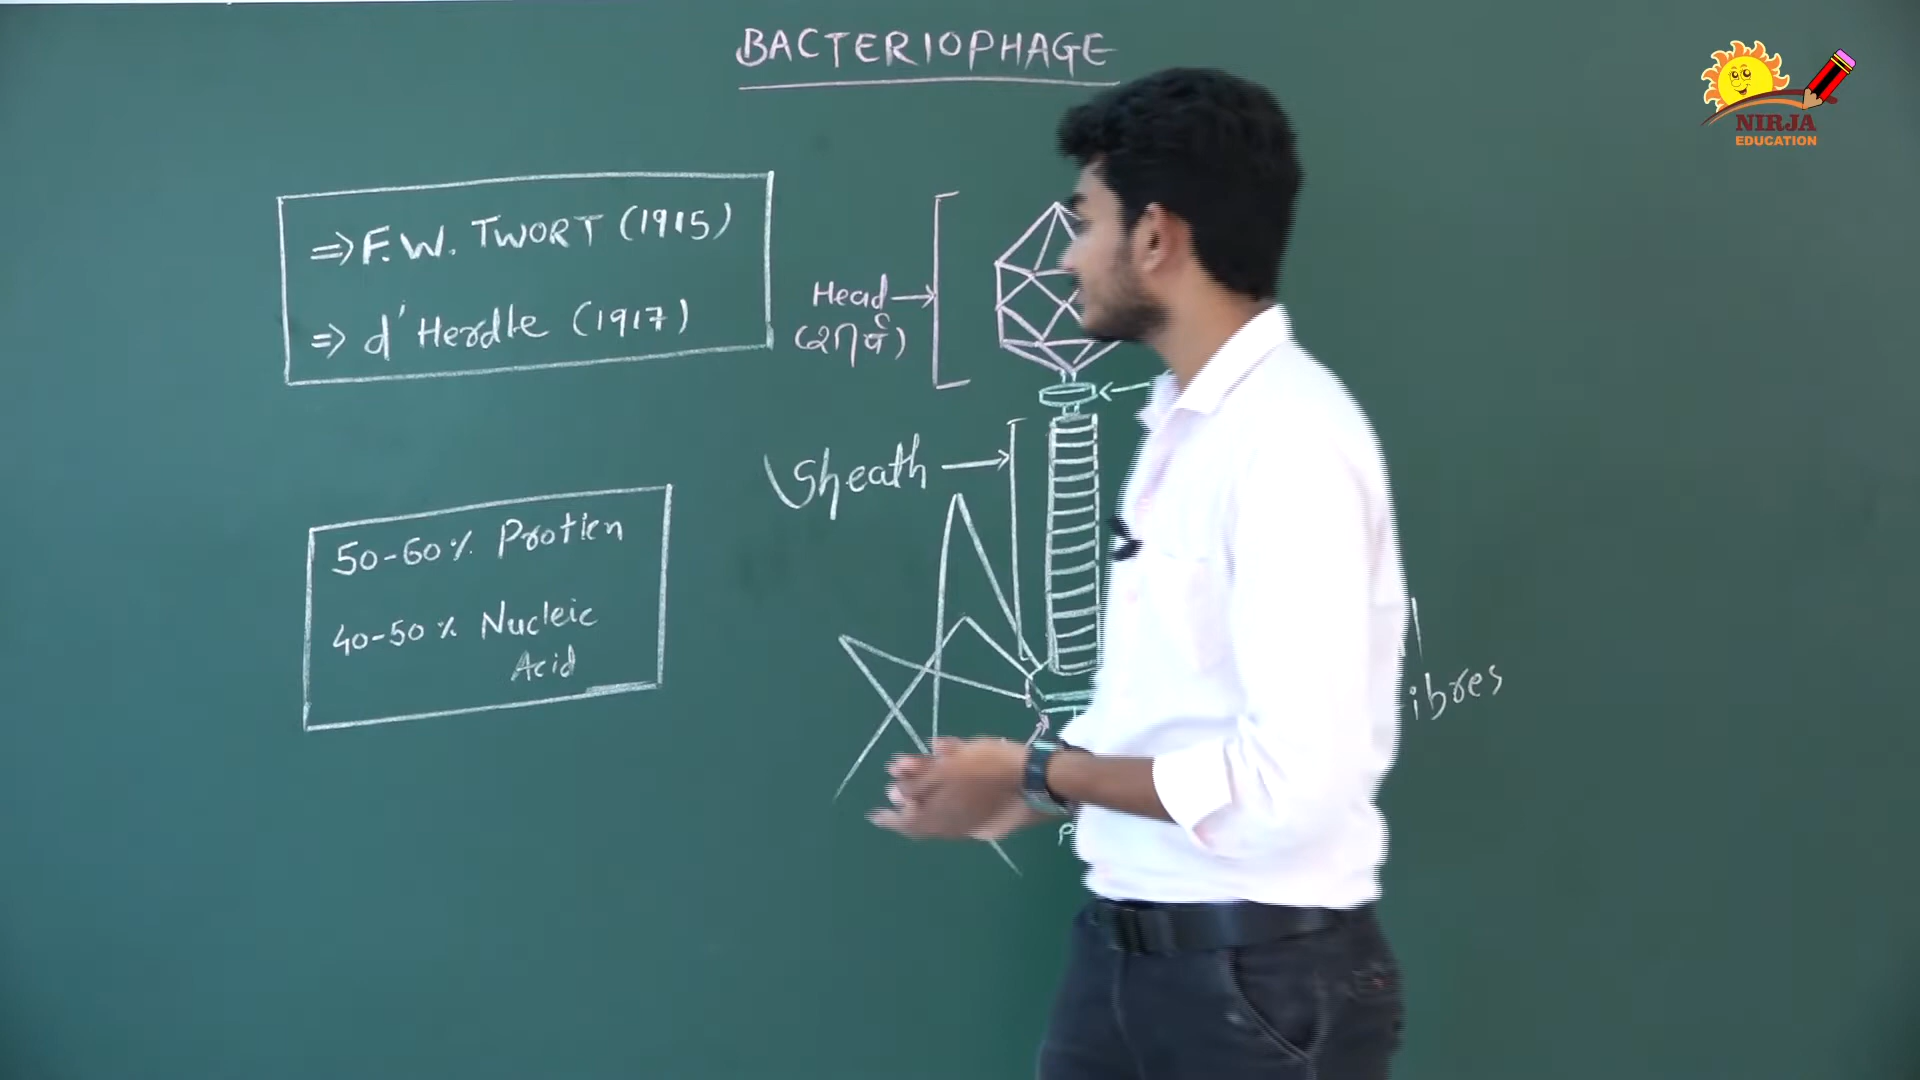 BACTERIOPHAGE
NIRJA
EDUCATION
⇒ F.W. TWORT (1915)
⇒ d'Herdle (1917)
Head →
Sheath →
50-60% Protien
40-50% Nucleic
Acid
ibres